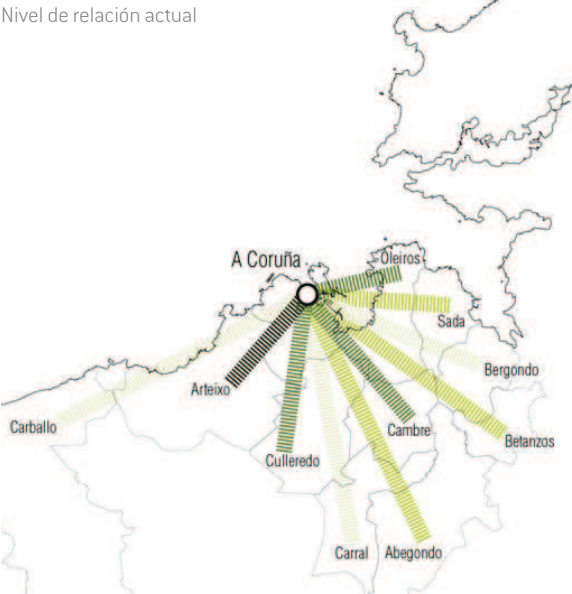 Nivel de relación actual
A Coruña
Oleiros
Sada
Bergondo
Arteixo
Carballo
Cambre
Betanzos
Culleredo
Carral
Abegondo